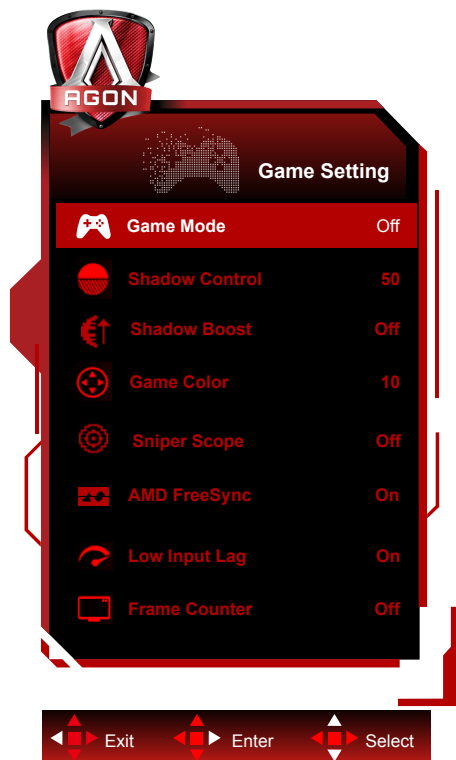 AGON
Game Setting
Game Mode Off
Shadow Control 50
Shadow Boost Off
Game Color 10
Sniper Scope Off
AMD FreeSync On
Low Input Lag On
Frame Counter Off
Exit Enter Select